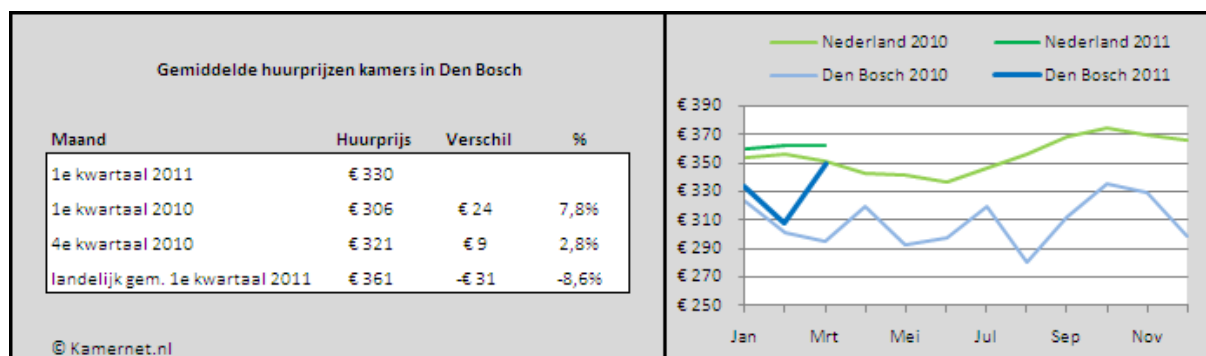 Gemiddelde huurprijzen kamers in Den Bosch
Maand Huurprijs Verschil %
1e kwartaal 2011 € 330
1e kwartaal 2010 € 306 € 24 7,8%
4e kwartaal 2010 € 321 € 9 2,8%
landelijk gem. 1e kwartaal 2011 € 361 -€ 31 -8,6%
© Kamernet.nl
Nederland 2010 Nederland 2011
Den Bosch 2010 Den Bosch 2011
€ 390
€ 370
€ 350
€ 330
€ 310
€ 290
€ 270
€ 250
Jan Mrt Mei Jul Sep Nov